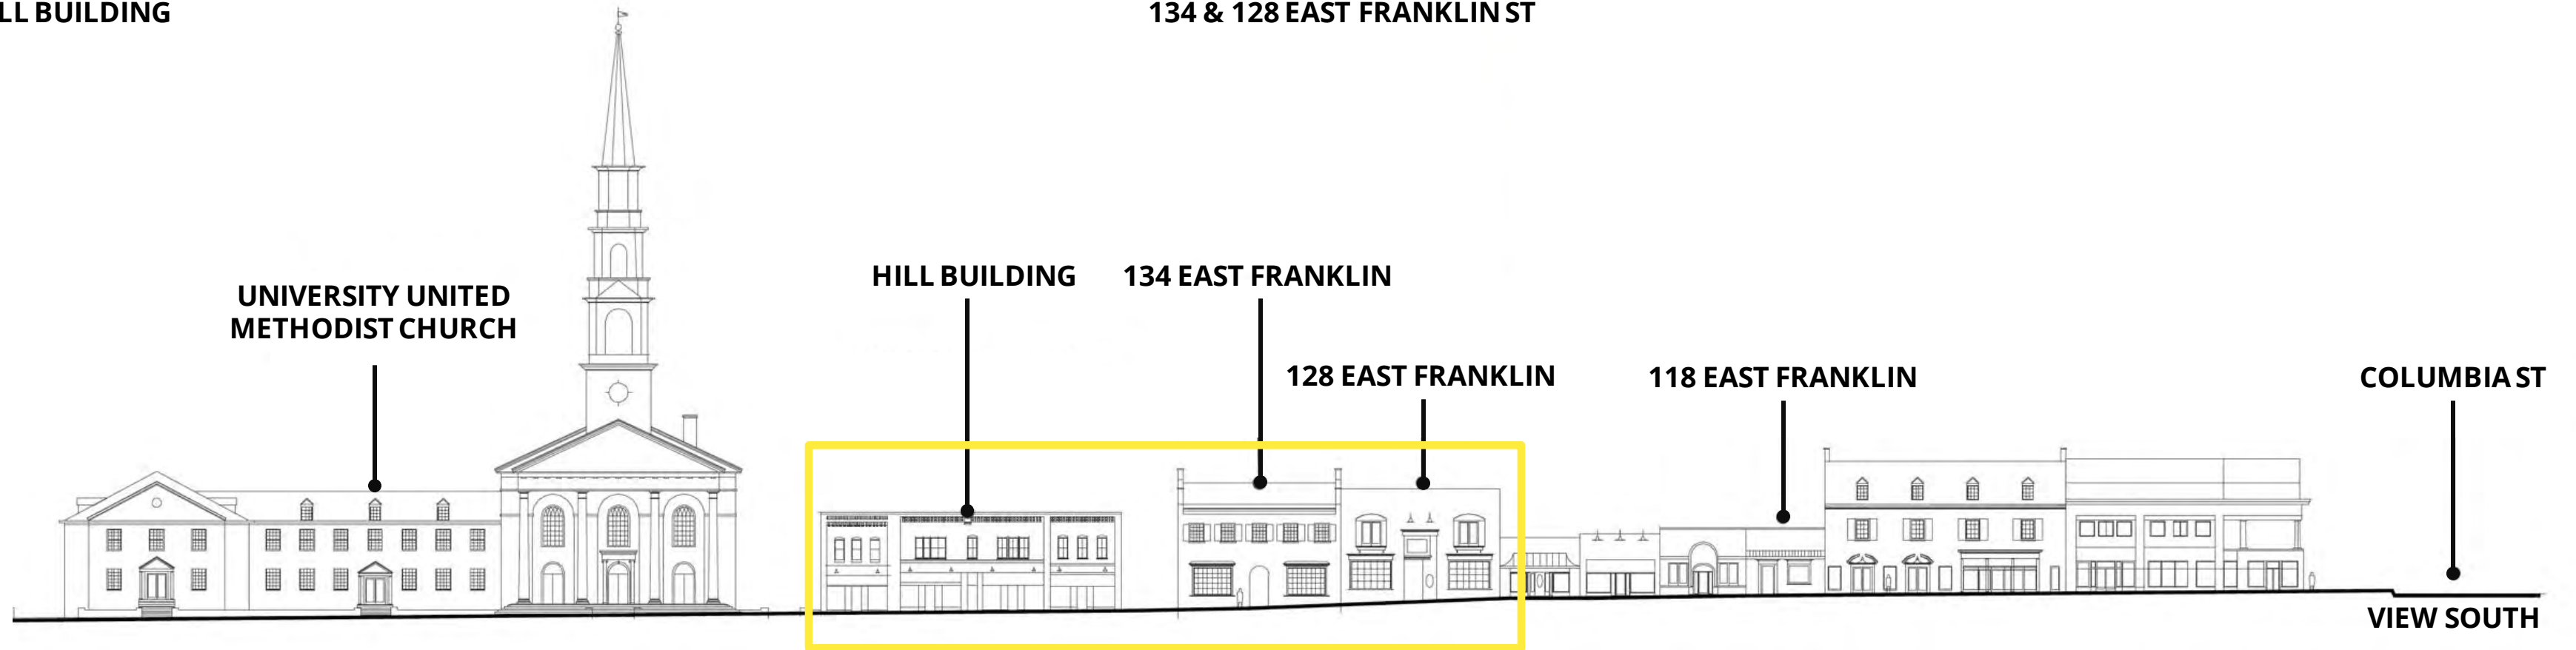 LL BUILDING
134 & 128 EAST FRANKLIN ST
UNIVERSITY UNITED
METHODIST CHURCH
HILL BUILDING
134 EAST FRANKLIN
128 EAST FRANKLIN
118 EAST FRANKLIN
COLUMBIA ST
VIEW SOUTH